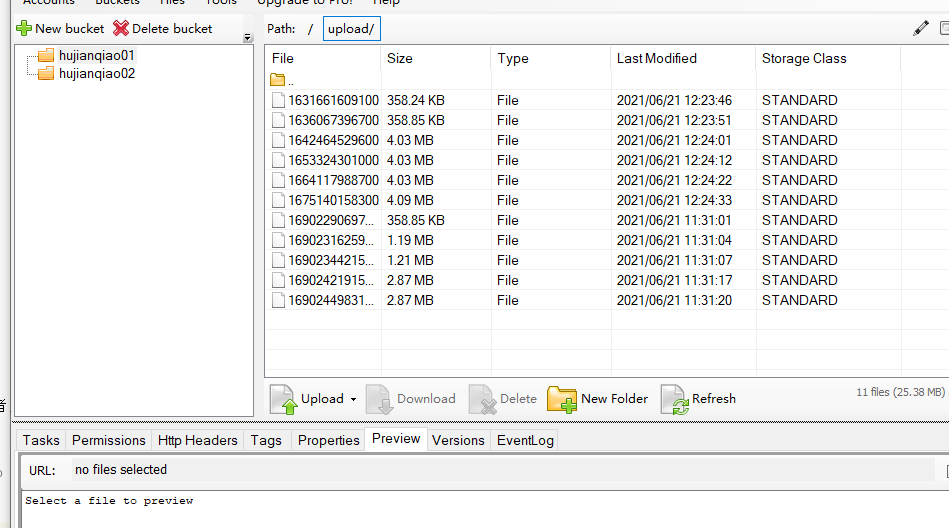 Accounts Buckets Files Tools Upgrade to Pro! Help
New bucket Delete bucket
Path: / upload/
hujianqiao01
hujianqiao02
File Size Type Last Modified Storage Class
..
1631661609100 358.24 KB File 2021/06/21 12:23:46 STANDARD
1636067396700 358.85 KB File 2021/06/21 12:23:51 STANDARD
1642464529600 4.03 MB File 2021/06/21 12:24:01 STANDARD
1653324301000 4.03 MB File 2021/06/21 12:24:12 STANDARD
1664117988700 4.03 MB File 2021/06/21 12:24:22 STANDARD
1675140158300 4.09 MB File 2021/06/21 12:24:33 STANDARD
16902290697... 358.85 KB File 2021/06/21 11:31:01 STANDARD
16902316259... 1.19 MB File 2021/06/21 11:31:04 STANDARD
16902344215... 1.21 MB File 2021/06/21 11:31:07 STANDARD
16902421915... 2.87 MB File 2021/06/21 11:31:17 STANDARD
16902449831... 2.87 MB File 2021/06/21 11:31:20 STANDARD
Upload Download Delete New Folder Refresh 11 files (25.38 MB)
Tasks Permissions Http Headers Tags Properties Preview Versions EventLog
URL: no files selected
Select a file to preview